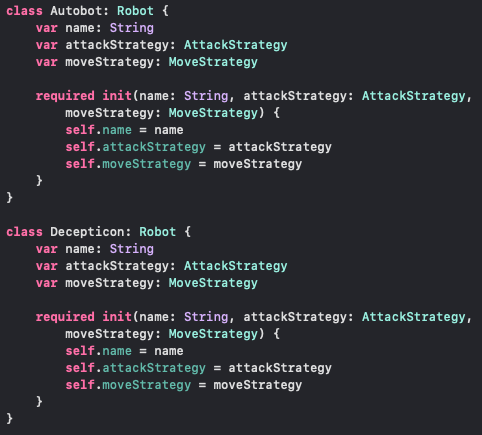 class Autobot: Robot {
    var name: String
    var attackStrategy: AttackStrategy
    var moveStrategy: MoveStrategy

    required init(name: String, attackStrategy: AttackStrategy,
        moveStrategy: MoveStrategy) {
        self.name = name
        self.attackStrategy = attackStrategy
        self.moveStrategy = moveStrategy
    }
}

class Decepticon: Robot {
    var name: String
    var attackStrategy: AttackStrategy
    var moveStrategy: MoveStrategy

    required init(name: String, attackStrategy: AttackStrategy,
        moveStrategy: MoveStrategy) {
        self.name = name
        self.attackStrategy = attackStrategy
        self.moveStrategy = moveStrategy
    }
}